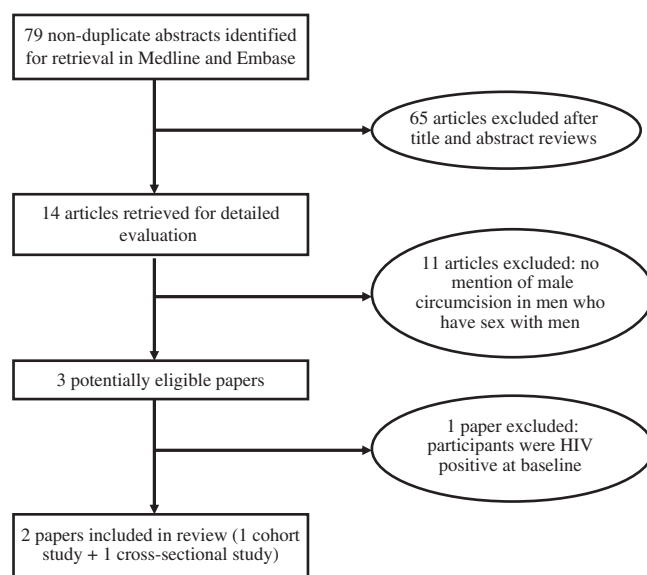 79 non-duplicate abstracts identified
for retrieval in Medline and Embase
65 articles excluded after
title and abstract reviews
14 articles retrieved for detailed
evaluation
11 articles excluded: no
mention of male
circumcision in men who
have sex with men
3 potentially eligible papers
1 paper excluded:
participants were HIV
positive at baseline
2 papers included in review (1 cohort
study + 1 cross-sectional study)